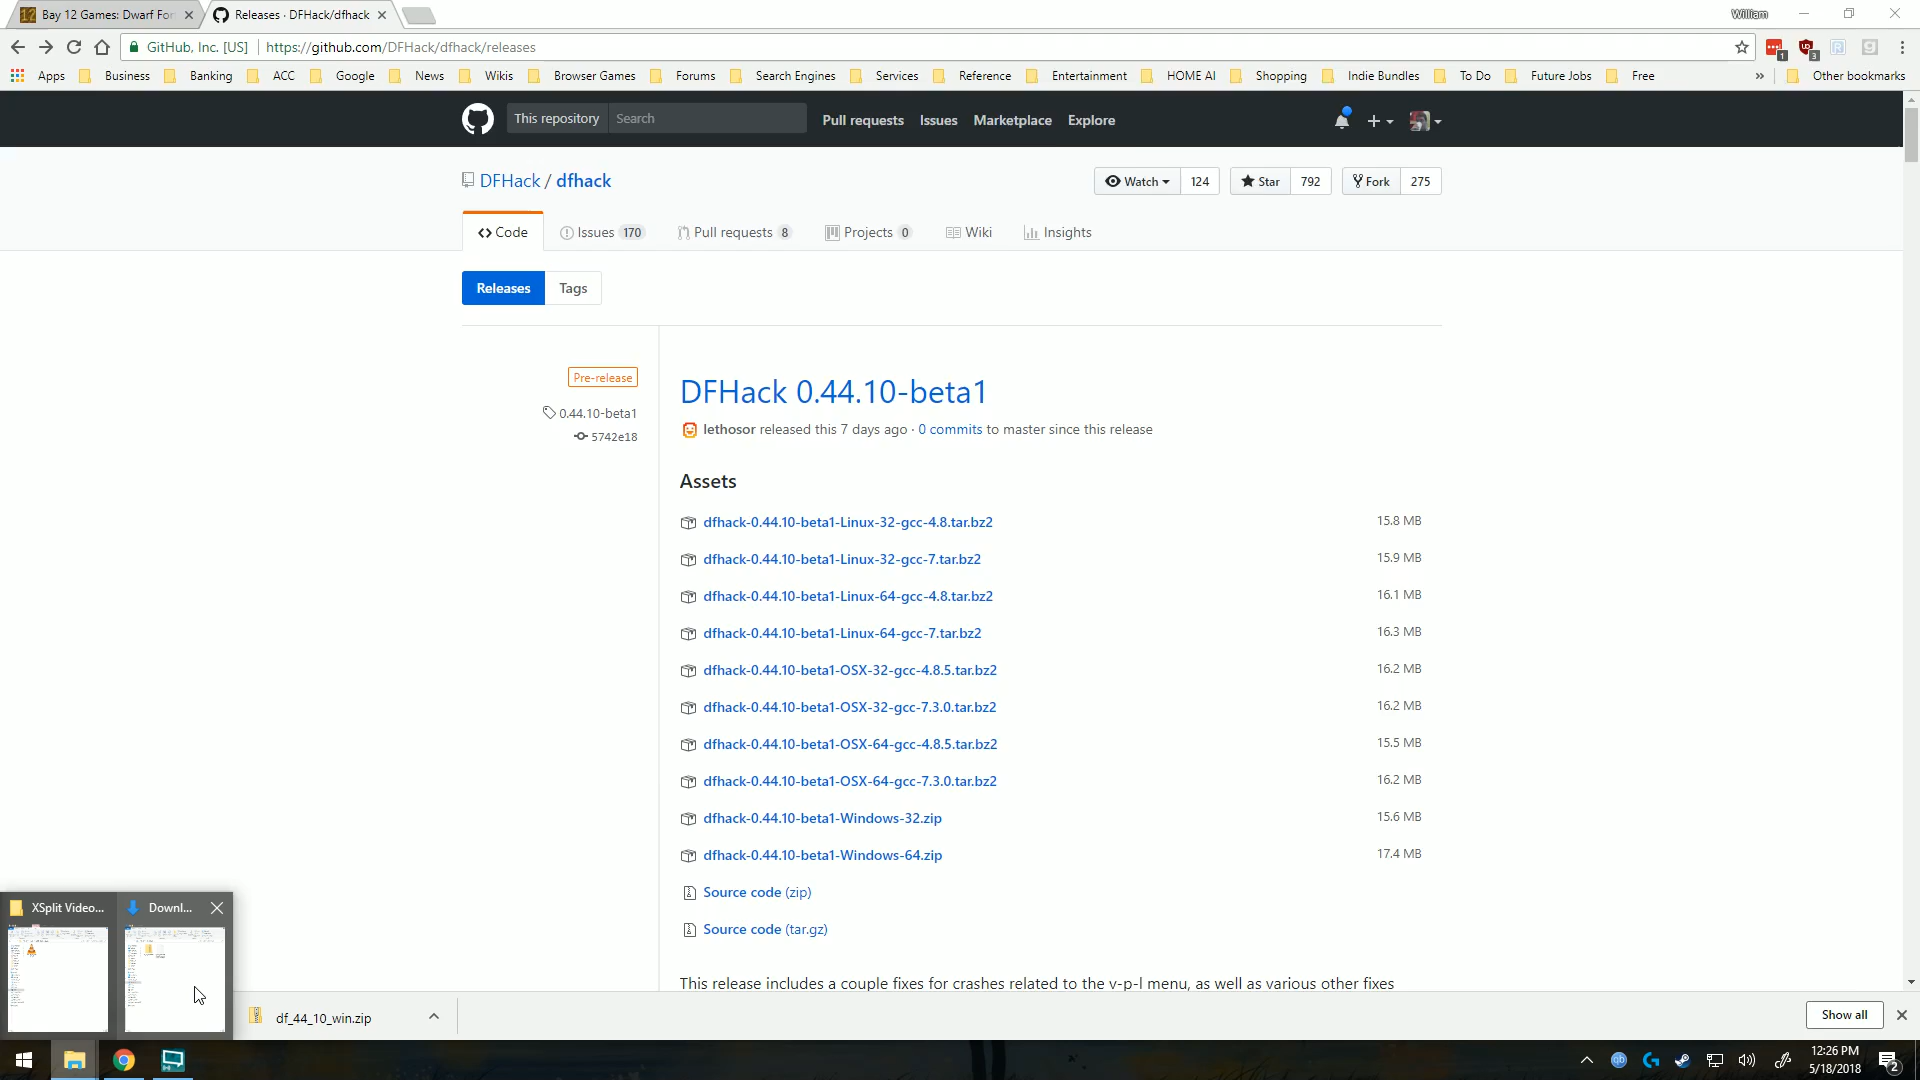 Bay 12 Games: Dwarf For
Releases · DFHack/dfhack
William
GitHub, Inc. [US]
https://github.com/DFHack/dfhack/releases
1
3
Apps
Business
Banking
ACC
Google
News
Wikis
Browser Games
Forums
Search Engines
Services
Reference
Entertainment
HOME AI
Shopping
Indie Bundles
To Do
Future Jobs
Free
»
Other bookmarks
This repository
Search
Pull requests
Issues
Marketplace
Explore
DFHack / dfhack
Watch
124
Star
792
Fork
275
Code
Issues 170
Pull requests 8
Projects 0
Wiki
Insights
Releases
Tags
Pre-release
0.44.10-beta1
5742e18
DFHack 0.44.10-beta1
lethosor released this 7 days ago · 0 commits to master since this release
Assets
dfhack-0.44.10-beta1-Linux-32-gcc-4.8.tar.bz2
15.8 MB
dfhack-0.44.10-beta1-Linux-32-gcc-7.tar.bz2
15.9 MB
dfhack-0.44.10-beta1-Linux-64-gcc-4.8.tar.bz2
16.1 MB
dfhack-0.44.10-beta1-Linux-64-gcc-7.tar.bz2
16.3 MB
dfhack-0.44.10-beta1-OSX-32-gcc-4.8.5.tar.bz2
16.2 MB
dfhack-0.44.10-beta1-OSX-32-gcc-7.3.0.tar.bz2
16.2 MB
dfhack-0.44.10-beta1-OSX-64-gcc-4.8.5.tar.bz2
15.5 MB
dfhack-0.44.10-beta1-OSX-64-gcc-7.3.0.tar.bz2
16.2 MB
dfhack-0.44.10-beta1-Windows-32.zip
15.6 MB
dfhack-0.44.10-beta1-Windows-64.zip
17.4 MB
Source code (zip)
Source code (tar.gz)
This release includes a couple fixes for crashes related to the v-p-l menu, as well as various other fixes
XSplit Video...
Downl...
df_44_10_win.zip
Show all
12:26 PM
5/18/2018
2